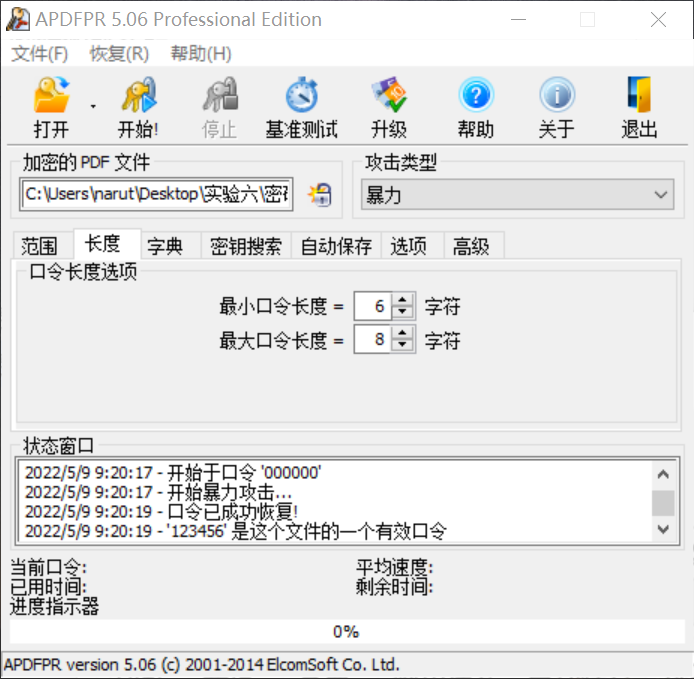 APDFPR 5.06 Professional Edition
文件(F) 恢复(R) 帮助(H)
打开 开始! 停止 基准测试 升级 帮助 关于 退出
加密的 PDF 文件 攻击类型
C:\Users\narut\Desktop\实验六\密 暴力
范围 长度 字典 密钥搜索 自动保存 选项 高级
口令长度选项
最小口令长度 = 6 字符
最大口令长度 = 8 字符
状态窗口
2022/5/9 9:20:17 - 开始于口令 '000000'
2022/5/9 9:20:17 - 开始暴力攻击...
2022/5/9 9:20:19 - 口令已成功恢复!
2022/5/9 9:20:19 - '123456' 是这个文件的一个有效口令
当前口令: 平均速度:
已用时间: 剩余时间:
进度指示器
0%
APDFPR version 5.06 (c) 2001-2014 ElcomSoft Co. Ltd.